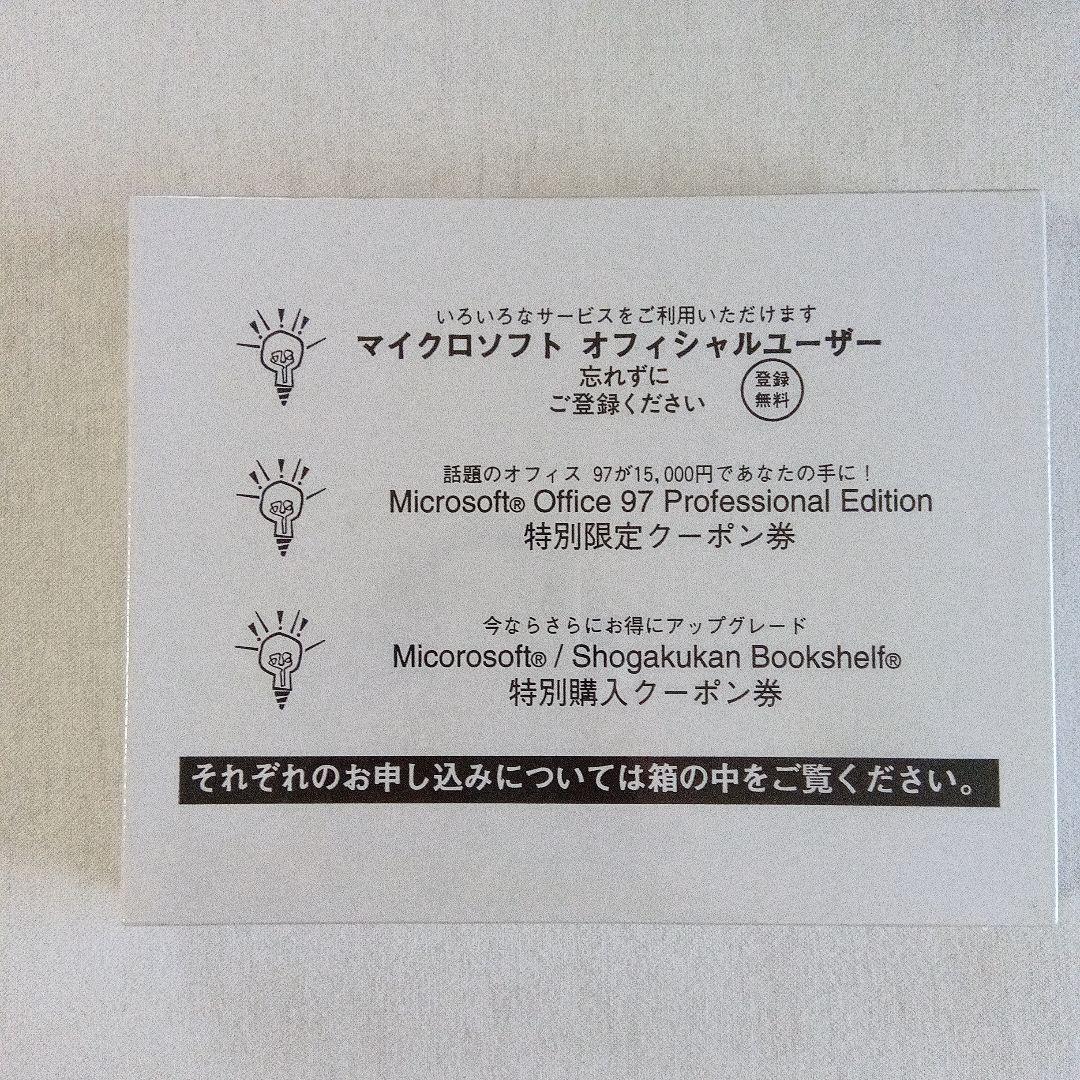 いろいろなサービスをご利用いただけます
マイクロソフト オフィシャルユーザー
忘れずに
ご登録ください
登録
無料
話題のオフィス 97が15,000円であなたの手に！
Microsoft® Office 97 Professional Edition
特別限定クーポン券
今ならさらにお得にアップグレード
Micorosoft® / Shogakukan Bookshelf®
特別購入クーポン券
それぞれのお申し込みについては箱の中をご覧ください。